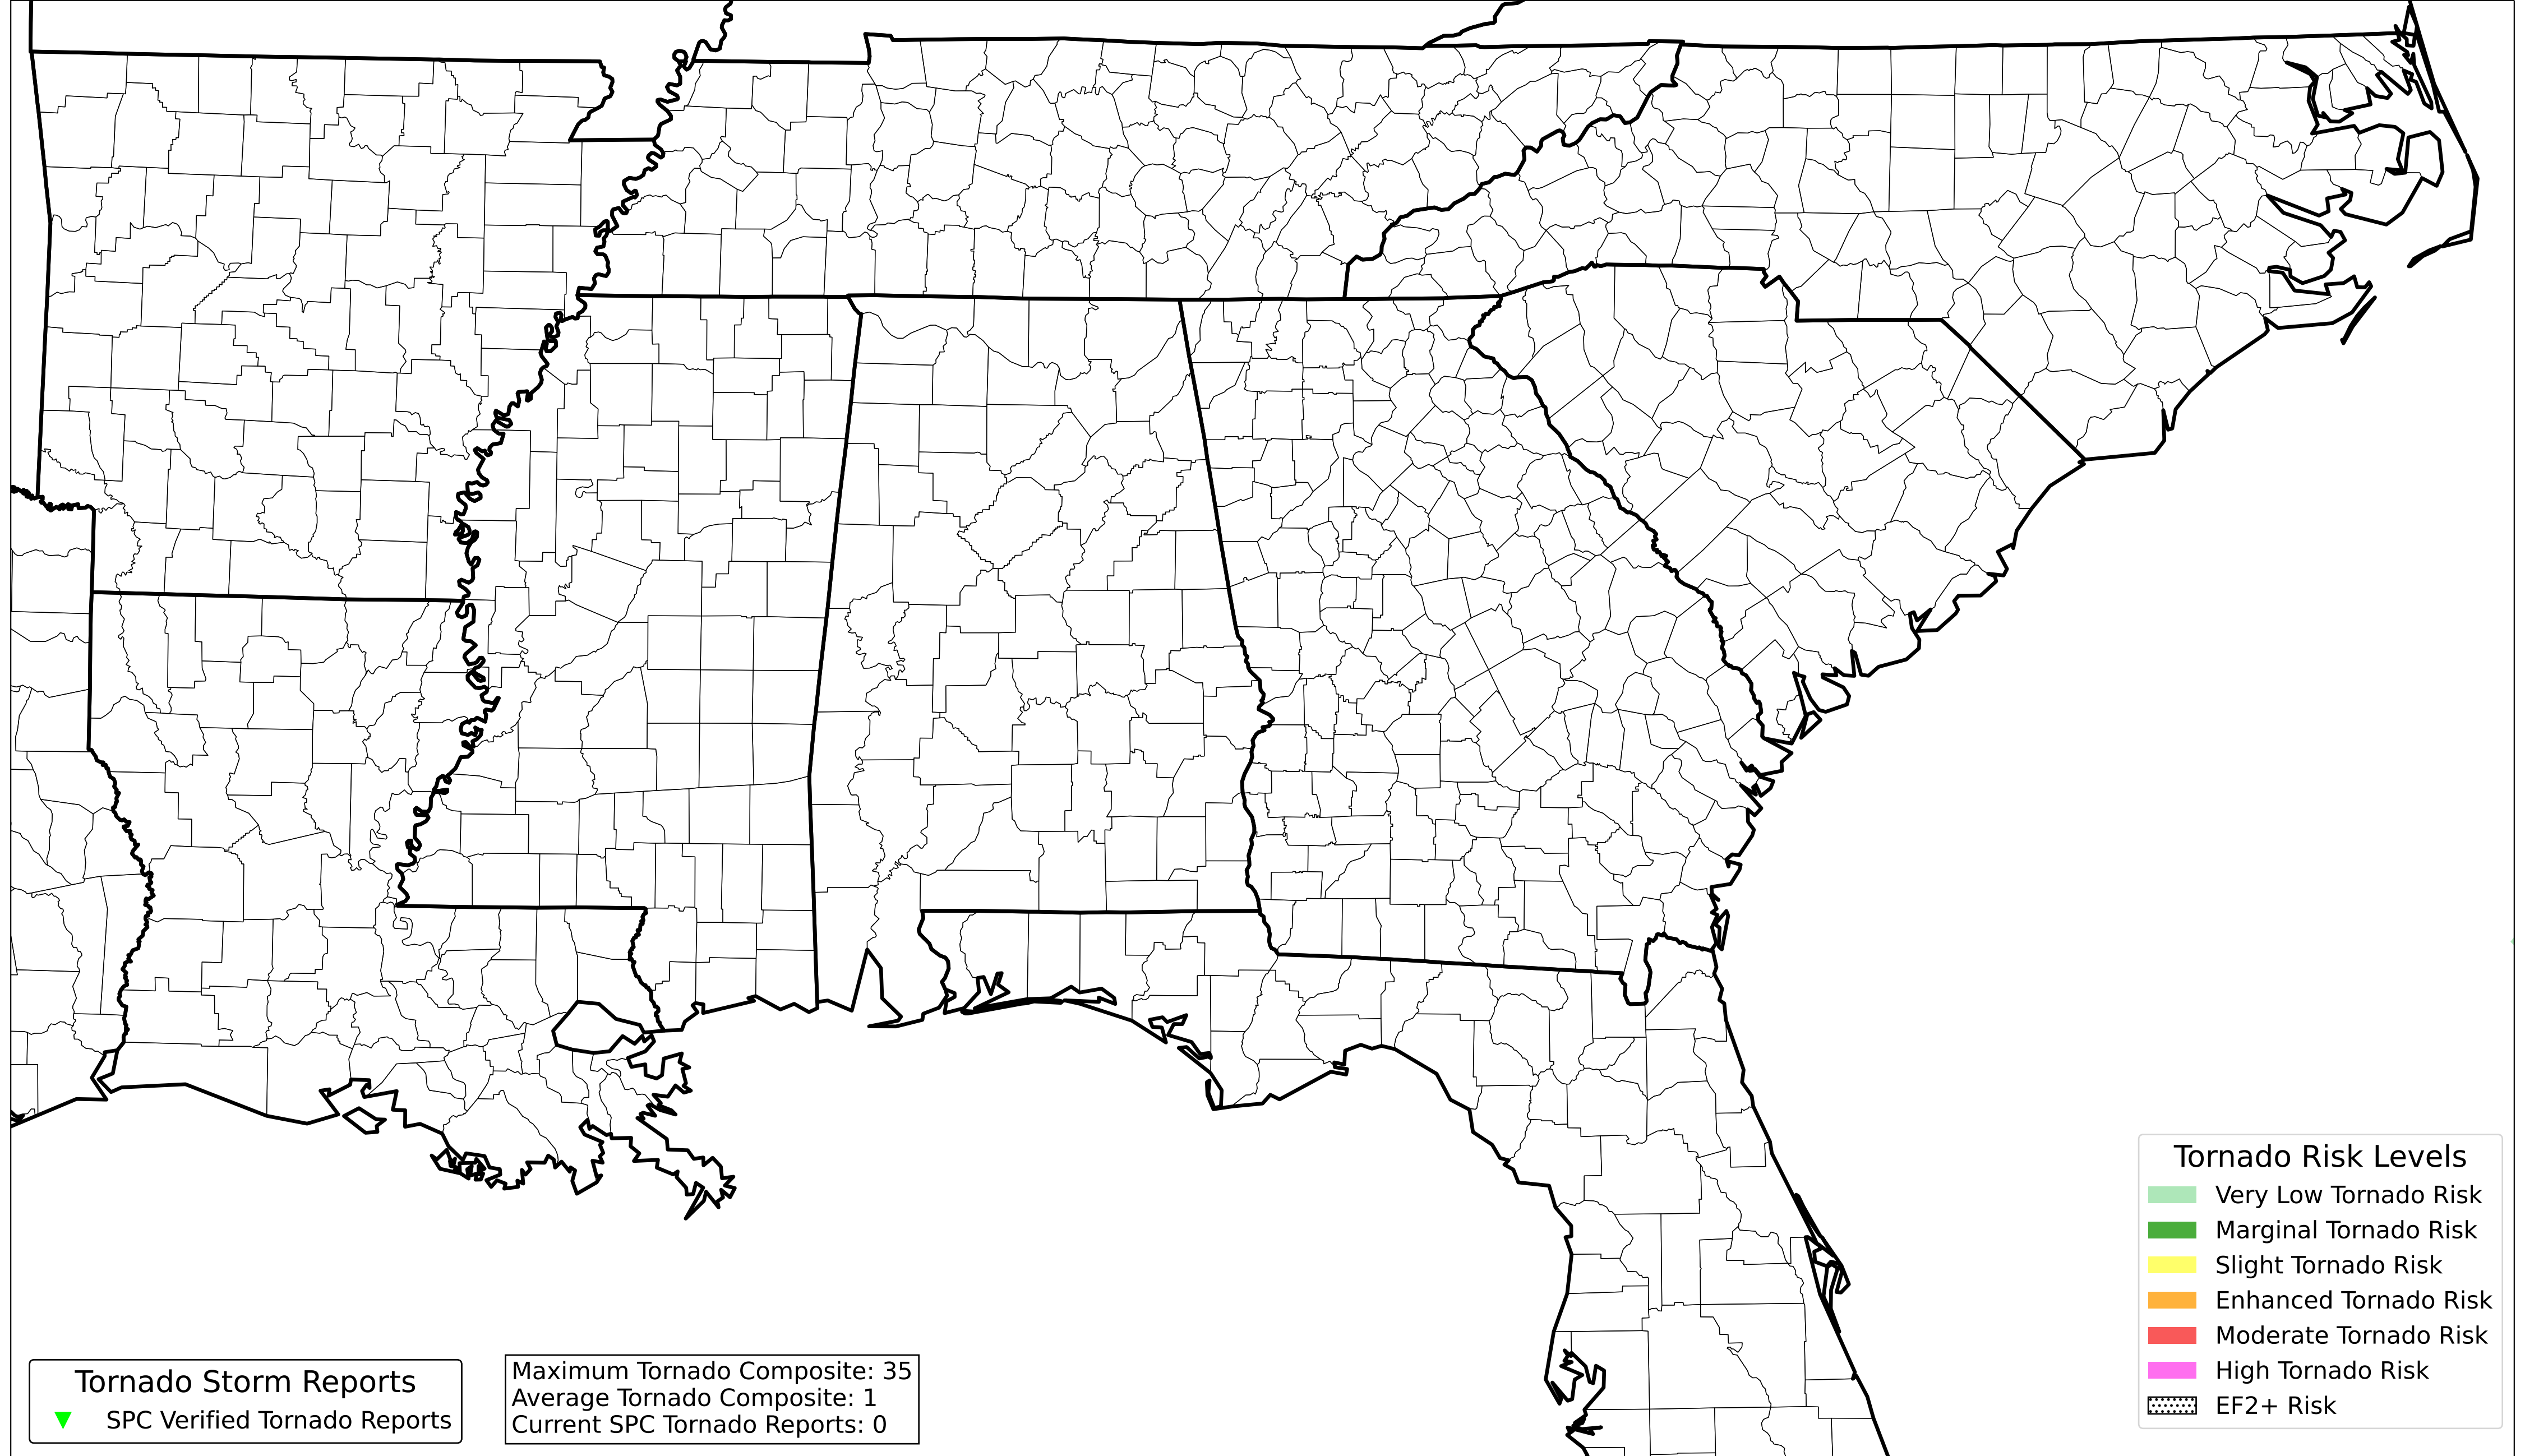 Tornado Risk Levels
Very Low Tornado Risk
Marginal Tornado Risk
Slight Tornado Risk
Enhanced Tornado Risk
Moderate Tornado Risk
High Tornado Risk
EF2+ Risk
Tornado Storm Reports
SPC Verified Tornado Reports
Maximum Tornado Composite: 35
Average Tornado Composite: 1
Current SPC Tornado Reports: 0